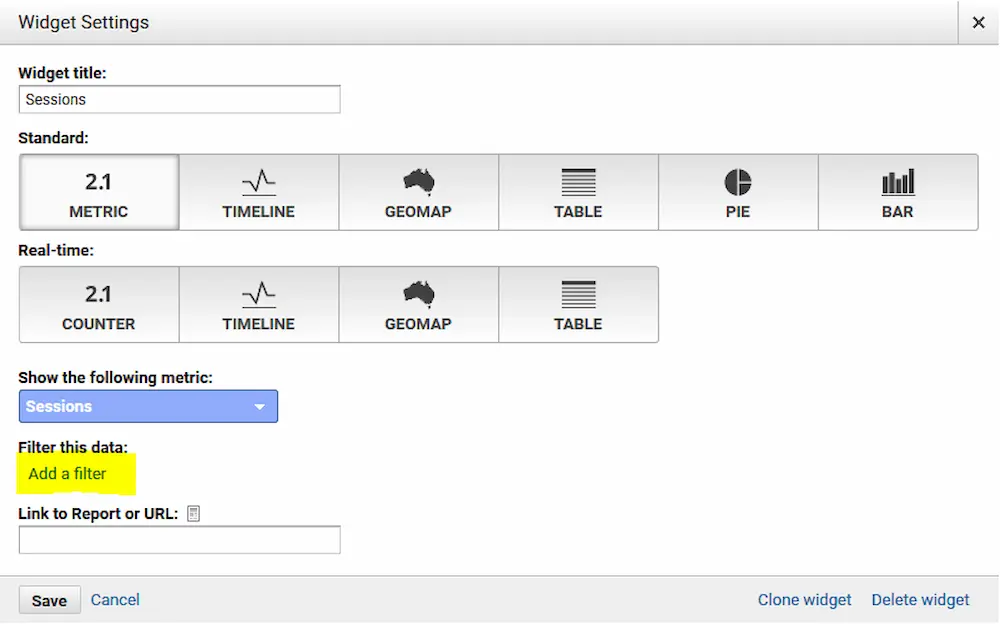 Widget Settings
Widget title:
Sessions
Standard:
2.1
METRIC TIMELINE GEOMAP TABLE PIE BAR
Real-time:
2.1
COUNTER TIMELINE GEOMAP TABLE
Show the following metric:
Sessions
Filter this data:
Add a filter
Link to Report or URL:
Save Cancel Clone widget Delete widget